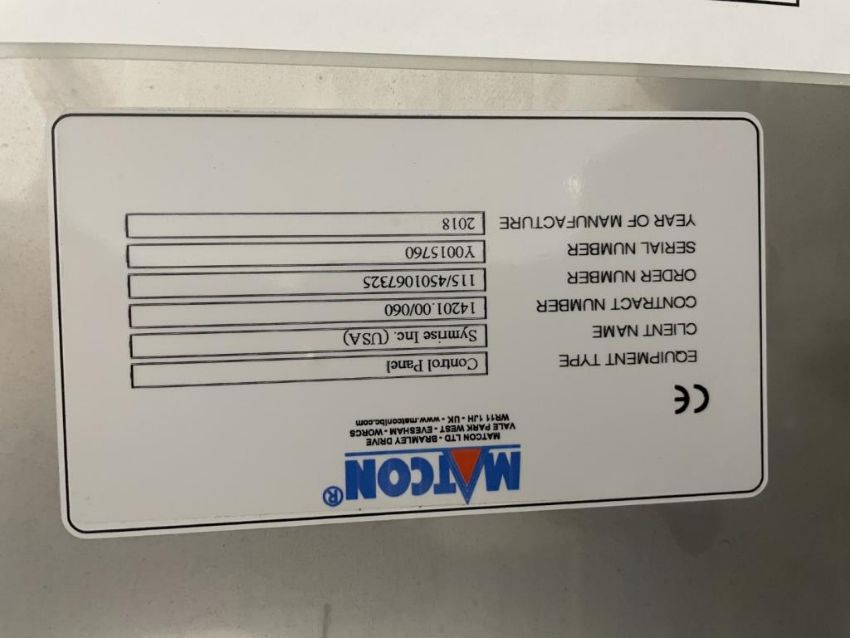 MATCON®
MATCON LTD - BRAMLEY DRIVE
VALE PARK WEST - EVESHAM - WORCS
WR11 1JH - UK - www.matconibc.com
CE
EQUIPMENT TYPE Control Panel
CLIENT NAME Symrise Inc. (USA)
CONTRACT NUMBER 14201.00/060
ORDER NUMBER 115/4501067325
SERIAL NUMBER Y0015760
YEAR OF MANUFACTURE 2018